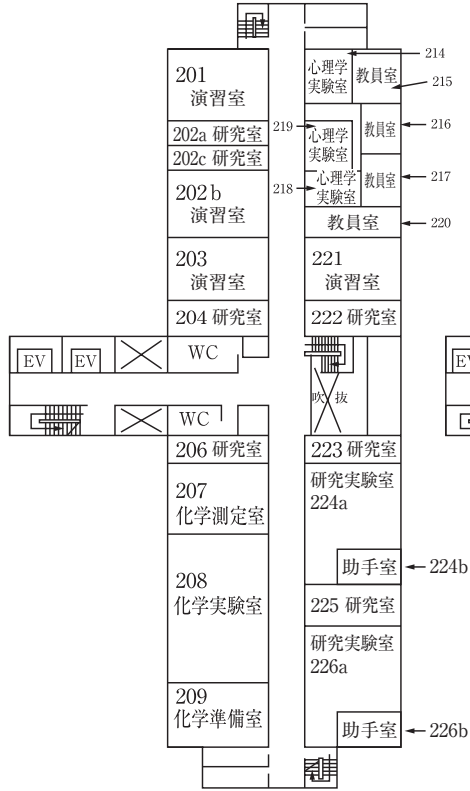 214
201
演習室
心理学
実験室
教員室
215
202a 研究室
219
心理学
実験室
教員室
216
202c 研究室
202b
演習室
218
心理学
実験室
教員室
217
教員室
220
203
演習室
221
演習室
204 研究室
222 研究室
EV
EV
WC
EV
吹 抜
WC
206 研究室
223 研究室
207
化学測定室
研究実験室
224a
208
化学実験室
助手室
224b
225 研究室
研究実験室
226a
209
化学準備室
助手室
226b